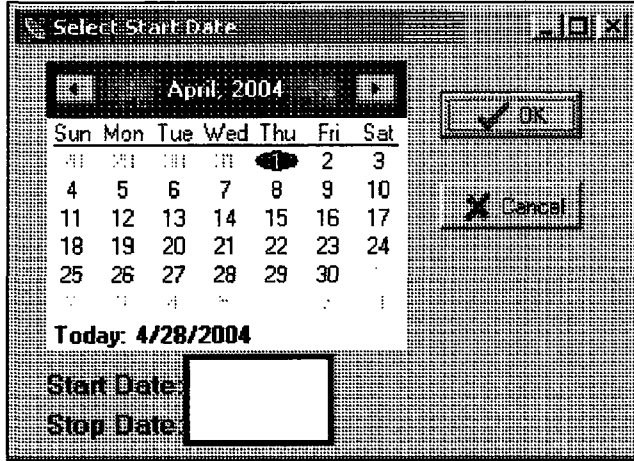 Select Start Date
April, 2004
OK
Sun Mon Tue Wed Thu Fri Sat
1 2 3
4 5 6 7 8 9 10
Cancel
11 12 13 14 15 16 17
18 19 20 21 22 23 24
25 26 27 28 29 30
Today: 4/28/2004
Start Date:
Stop Date: